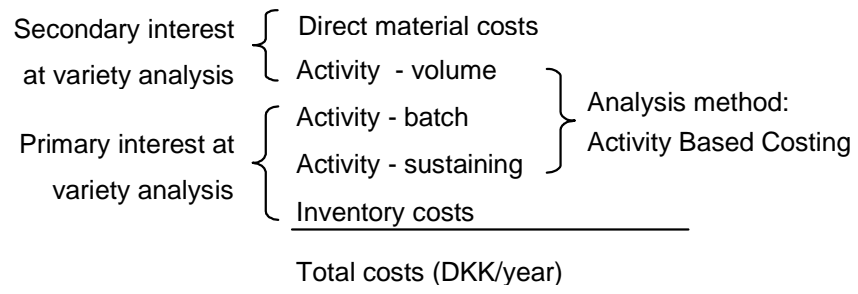 Secondary interest
at variety analysis
Primary interest at
variety analysis
Direct material costs
Activity - volume
Activity - batch
Activity - sustaining
Inventory costs
Total costs (DKK/year)
Analysis method:
Activity Based Costing